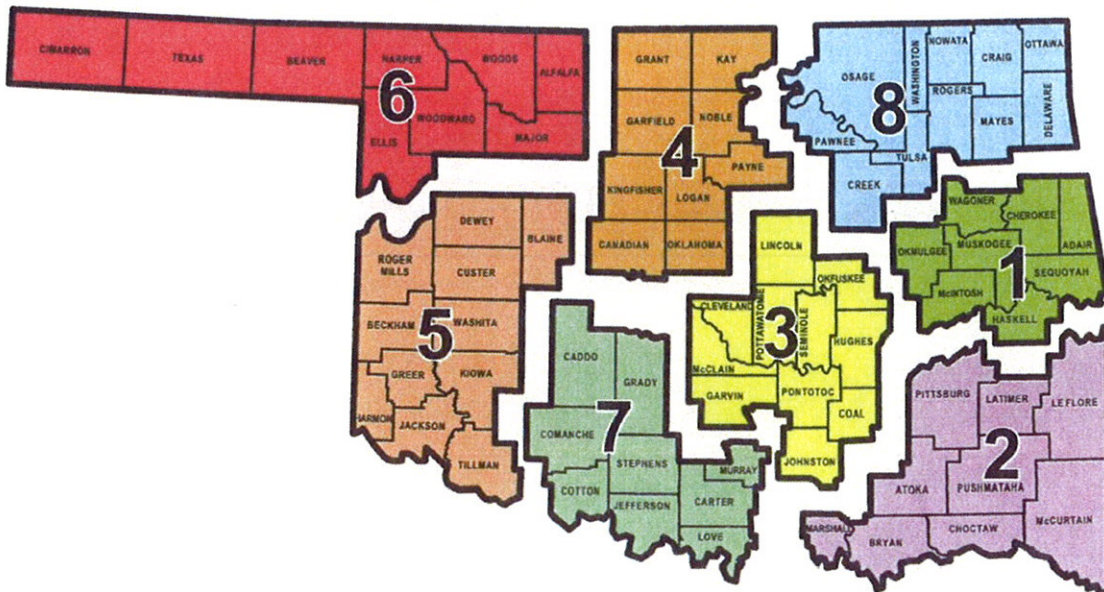 CIMARRON
TEXAS
BEAVER
HARPER
WOODS
ALFALFA
6
ELLIS
WOODWARD
MAJOR
GRANT
KAY
GARFIELD
NOBLE
4
PAYNE
KINGFISHER
LOGAN
CANADIAN
OKLAHOMA
OSAGE
WASHINGTON
NOWATA
CRAIG
OTTAWA
ROGERS
8
MAYES
DELAWARE
PAWNEE
TULSA
CREEK
DEWEY
BLAINE
ROGER
MILLS
CUSTER
BECKHAM
WASHITA
5
GREER
KIOWA
HARMON
JACKSON
TILLMAN
CADDO
GRADY
7
COMANCHE
STEPHENS
MURRAY
COTTON
JEFFERSON
CARTER
LOVE
LINCOLN
OKFUSKEE
CLEVELAND
POTTAWATOMIE
SEMINOLE
3
HUGHES
McCLAIN
GARVIN
PONTOTOC
COAL
JOHNSTON
WAGONER
CHEROKEE
OKMULGEE
MUSKOGEE
ADAIR
1
SEQUOYAH
McINTOSH
HASKELL
PITTSBURG
LATIMER
LEFLORE
2
ATOKA
PUSHMATAHA
MARSHALL
BRYAN
CHOCTAW
McCURTAIN